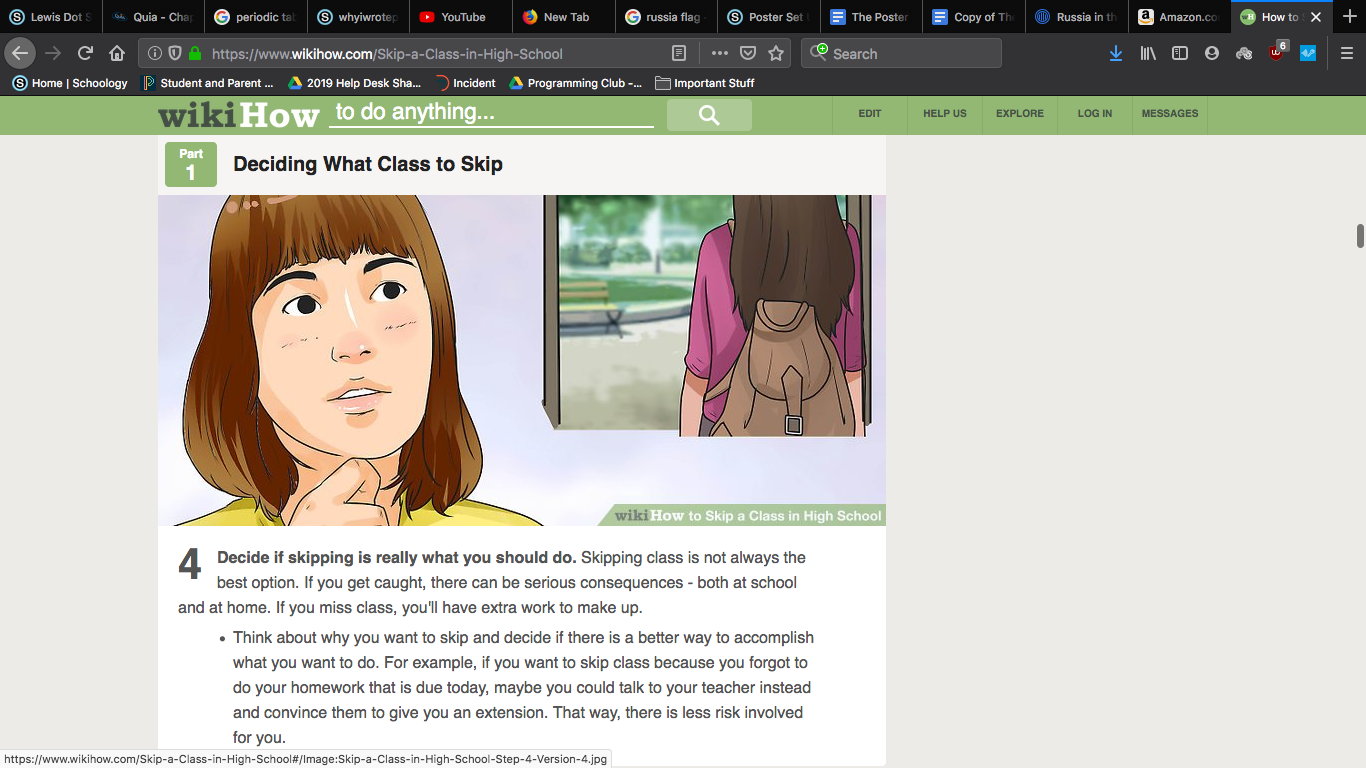 Lewis Dot S
Quia - Cha
periodic tab
whyiwrotep
YouTube
New Tab
russia flag -
Poster Set U
The Poster
Copy of Th
Russia in th
Amazon.co
How to
https://www.wikihow.com/Skip-a-Class-in-High-School
Search
6
Home | Schoology
Student and Parent ...
2019 Help Desk Sha...
Incident
Programming Club -...
Important Stuff
wikiHow to do anything...
EDIT
HELP US
EXPLORE
LOG IN
MESSAGES
Part
1
Deciding What Class to Skip
wikiHow to Skip a Class in High School
4 Decide if skipping is really what you should do. Skipping class is not always the
best option. If you get caught, there can be serious consequences - both at school
and at home. If you miss class, you'll have extra work to make up.
• Think about why you want to skip and decide if there is a better way to accomplish
what you want to do. For example, if you want to skip class because you forgot to
do your homework that is due today, maybe you could talk to your teacher instead
and convince them to give you an extension. That way, there is less risk involved
for you.
https://www.wikihow.com/Skip-a-Class-in-High-School#/Image:Skip-a-Class-in-High-School-Step-4-Version-4.jpg